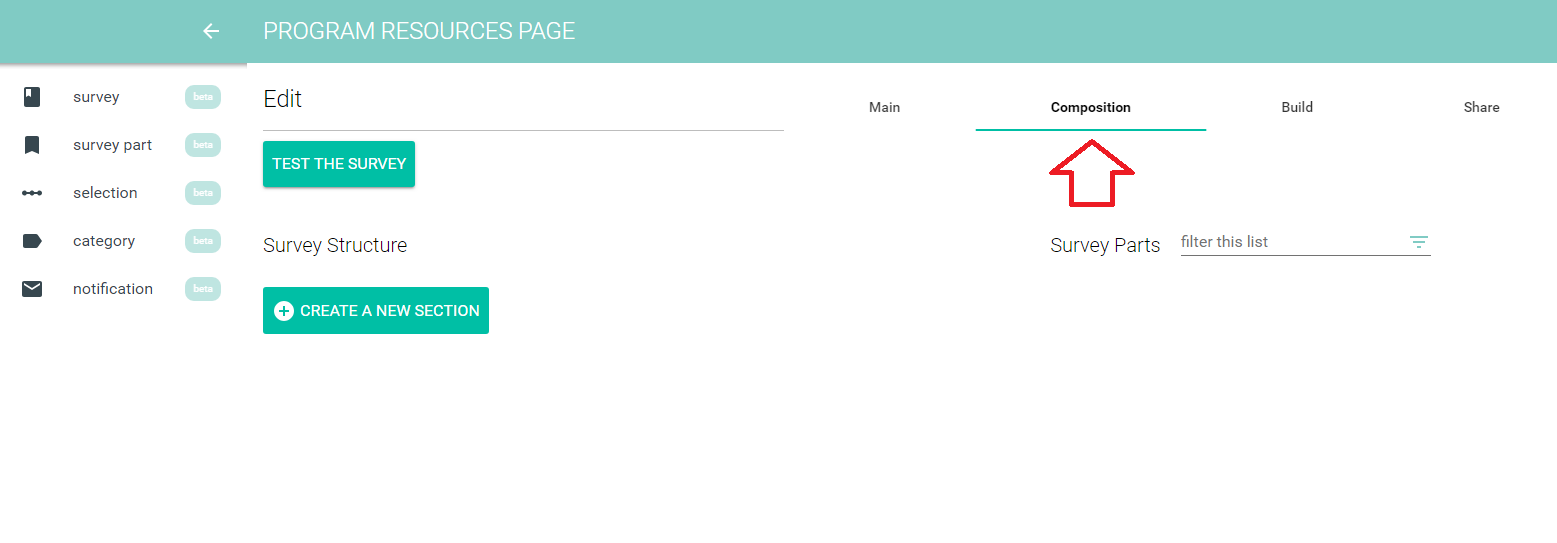 PROGRAM RESOURCES PAGE
survey beta
survey part beta
selection beta
category beta
notification beta
Edit
Main Composition Build Share
TEST THE SURVEY
Survey Structure
Survey Parts filter this list
CREATE A NEW SECTION